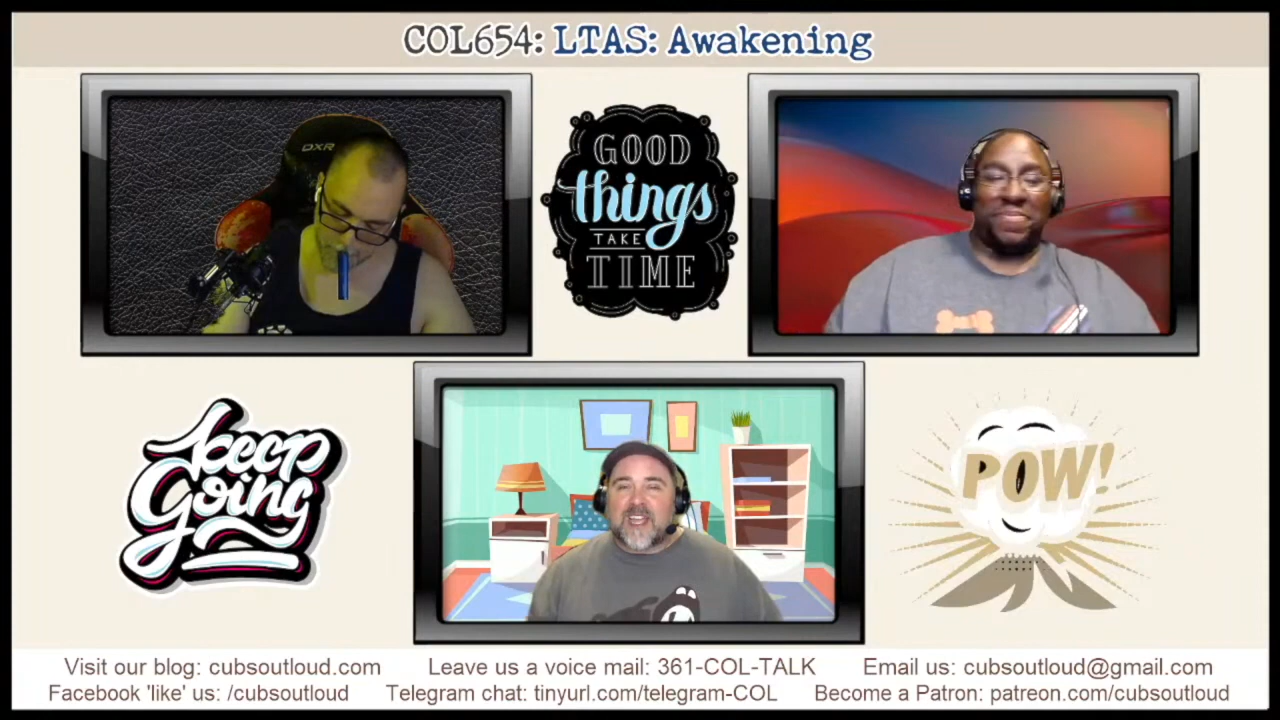 COL654: LTAS: Awakening
DXR
GOOD
things
TAKE
TIME
keep
Going
POW!
Visit our blog: cubsoutloud.com Leave us a voice mail: 361-COL-TALK Email us: cubsoutloud@gmail.com
Facebook 'like' us: /cubsoutloud Telegram chat: tinyurl.com/telegram-COL Become a Patron: patreon.com/cubsoutloud